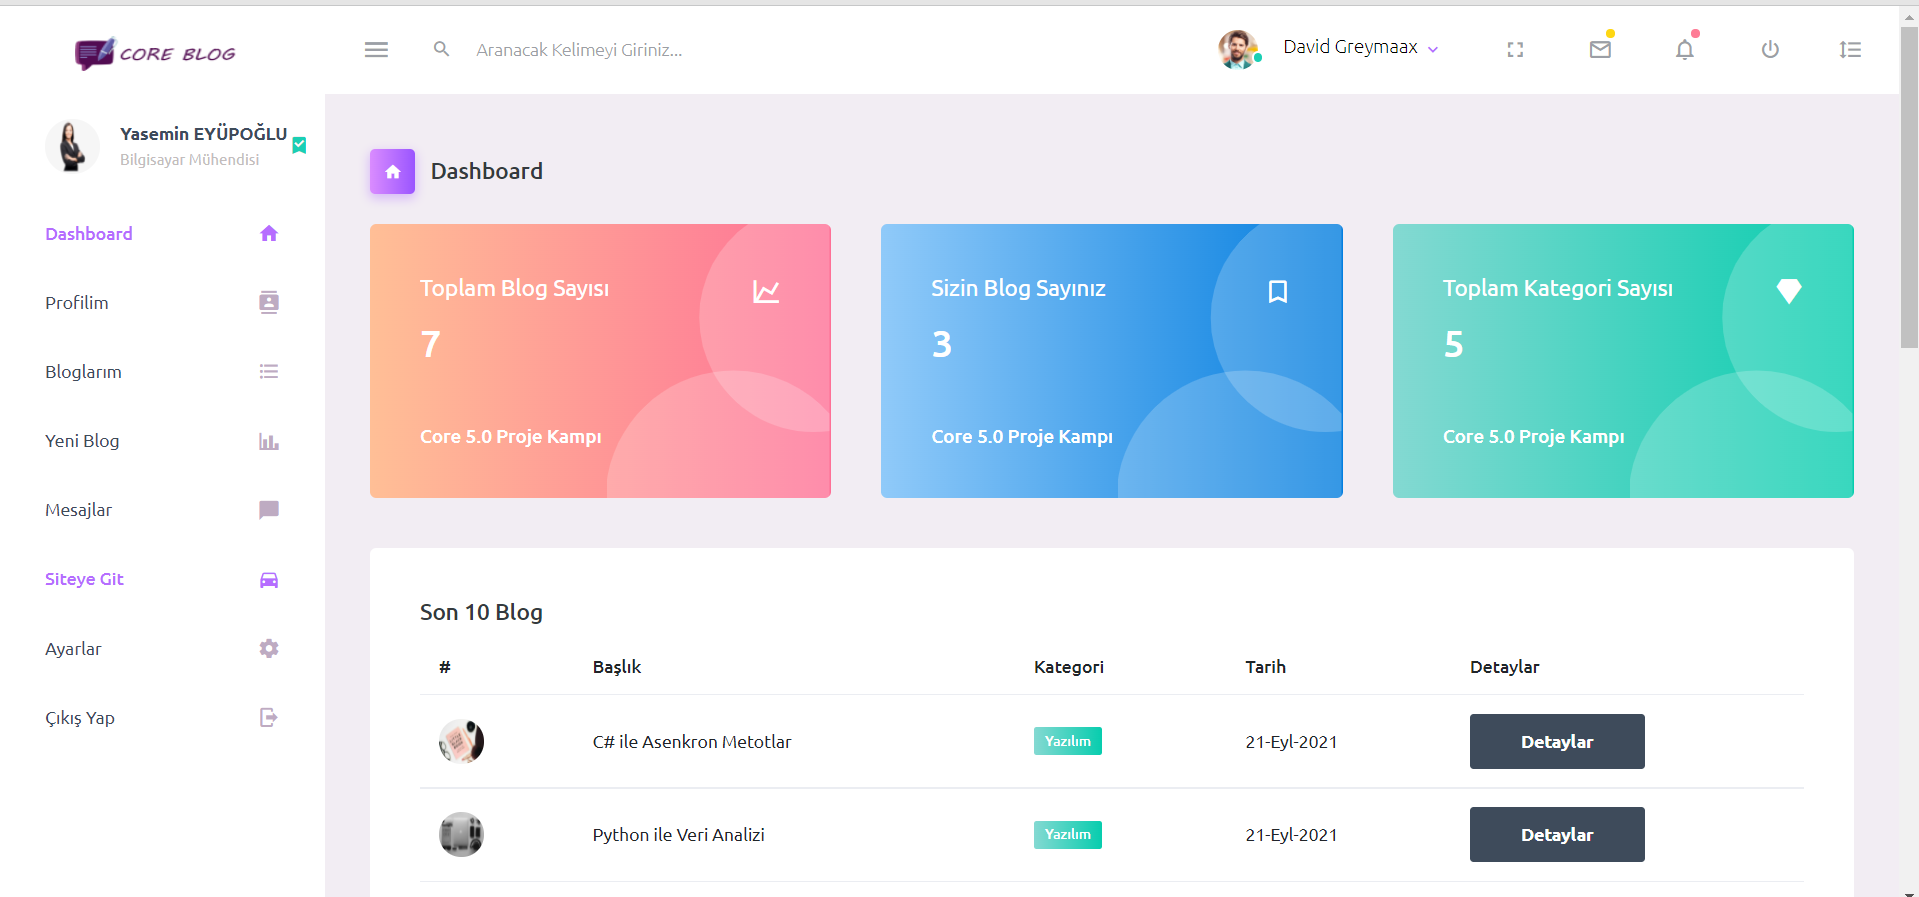 CORE BLOG
Aranacak Kelimeyi Giriniz...
David Greymaax
Yasemin EYÜPOĞLU
Bilgisayar Mühendisi
Dashboard
Profilim
Bloglarım
Yeni Blog
Mesajlar
Siteye Git
Ayarlar
Çıkış Yap
Dashboard
Toplam Blog Sayısı
7
Core 5.0 Proje Kampı
Sizin Blog Sayınız
3
Core 5.0 Proje Kampı
Toplam Kategori Sayısı
5
Core 5.0 Proje Kampı
Son 10 Blog
# Başlık Kategori Tarih Detaylar
C# ile Asenkron Metotlar Yazılım 21-Eyl-2021 Detaylar
Python ile Veri Analizi Yazılım 21-Eyl-2021 Detaylar